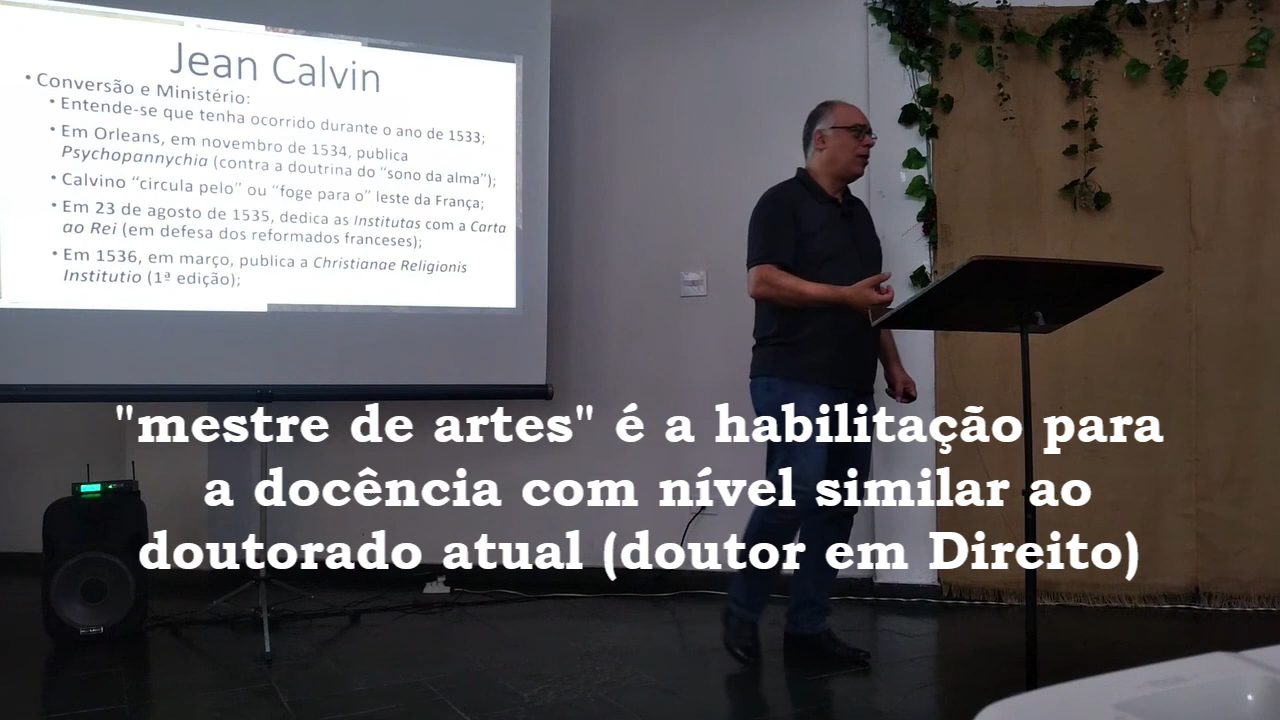 Jean Calvin
• Conversão e Ministério:
• Entende-se que tenha ocorrido durante o ano de 1533;
• Em Orleans, em novembro de 1534, publica
Psychopannychia (contra a doutrina do “sono da alma”);
• Calvino “circula pelo” ou “foge para o” leste da França;
• Em 23 de agosto de 1535, dedica as Institutas com a Carta
ao Rei (em defesa dos reformados franceses);
• Em 1536, em março, publica a Christianae Religionis
Institutio (1ª edição);
"mestre de artes" é a habilitação para
a docência com nível similar ao
doutorado atual (doutor em Direito)